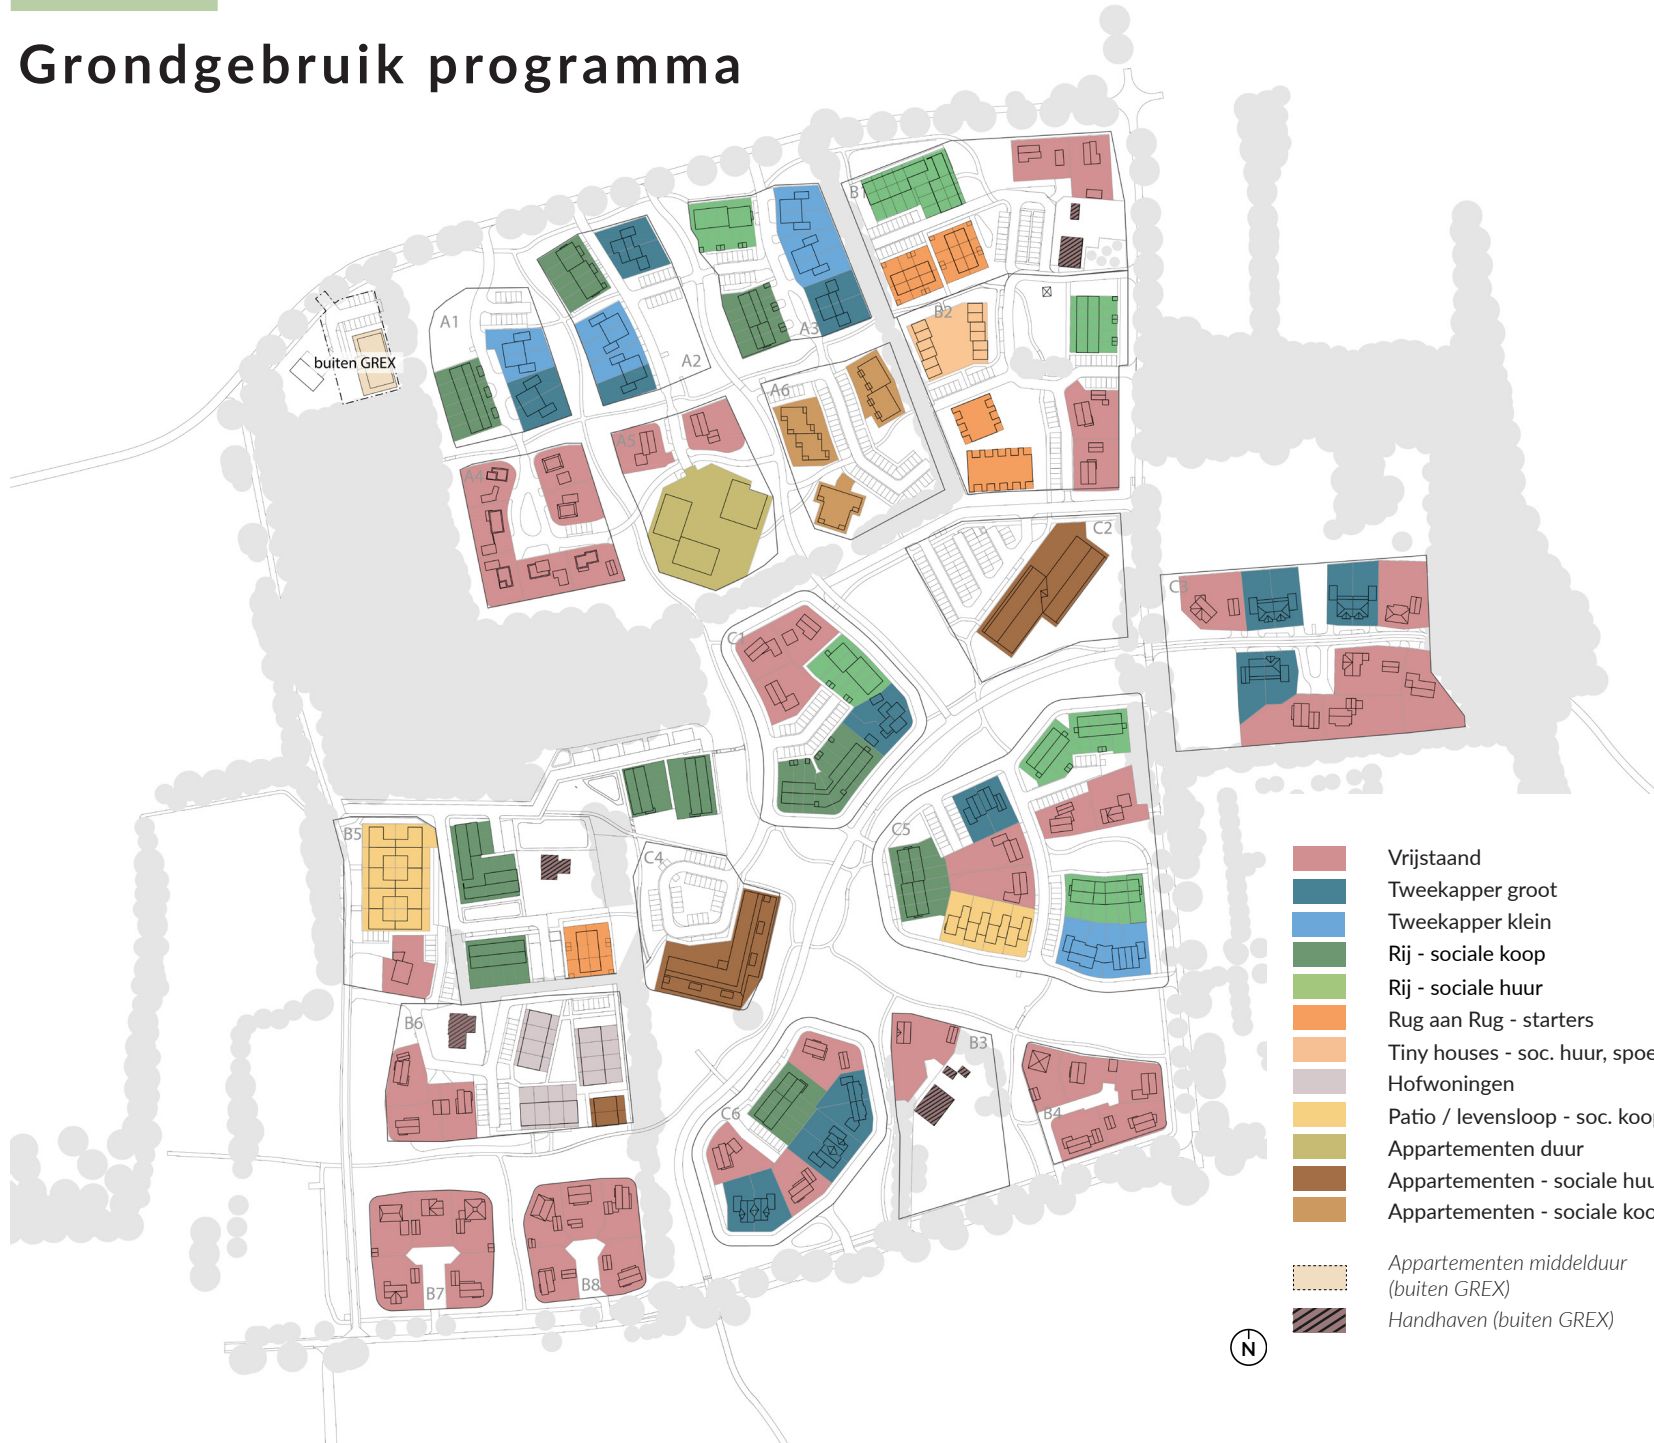 Grondgebruik programma
B1
A1
A3
B2
buiten GREX
A2
A6
A5
A4
C2
C3
C1
C5
B5
C4
B6
B3
C6
B4
B7
B8
Vrijstaand
Tweekapper groot
Tweekapper klein
Rij - sociale koop
Rij - sociale huur
Rug aan Rug - starters
Tiny houses - soc. huur, spoe
Hofwoningen
Patio / levensloop - soc. koop
Appartementen duur
Appartementen - sociale huu
Appartementen - sociale koo
Appartementen middelduur
(buiten GREX)
Handhaven (buiten GREX)
N